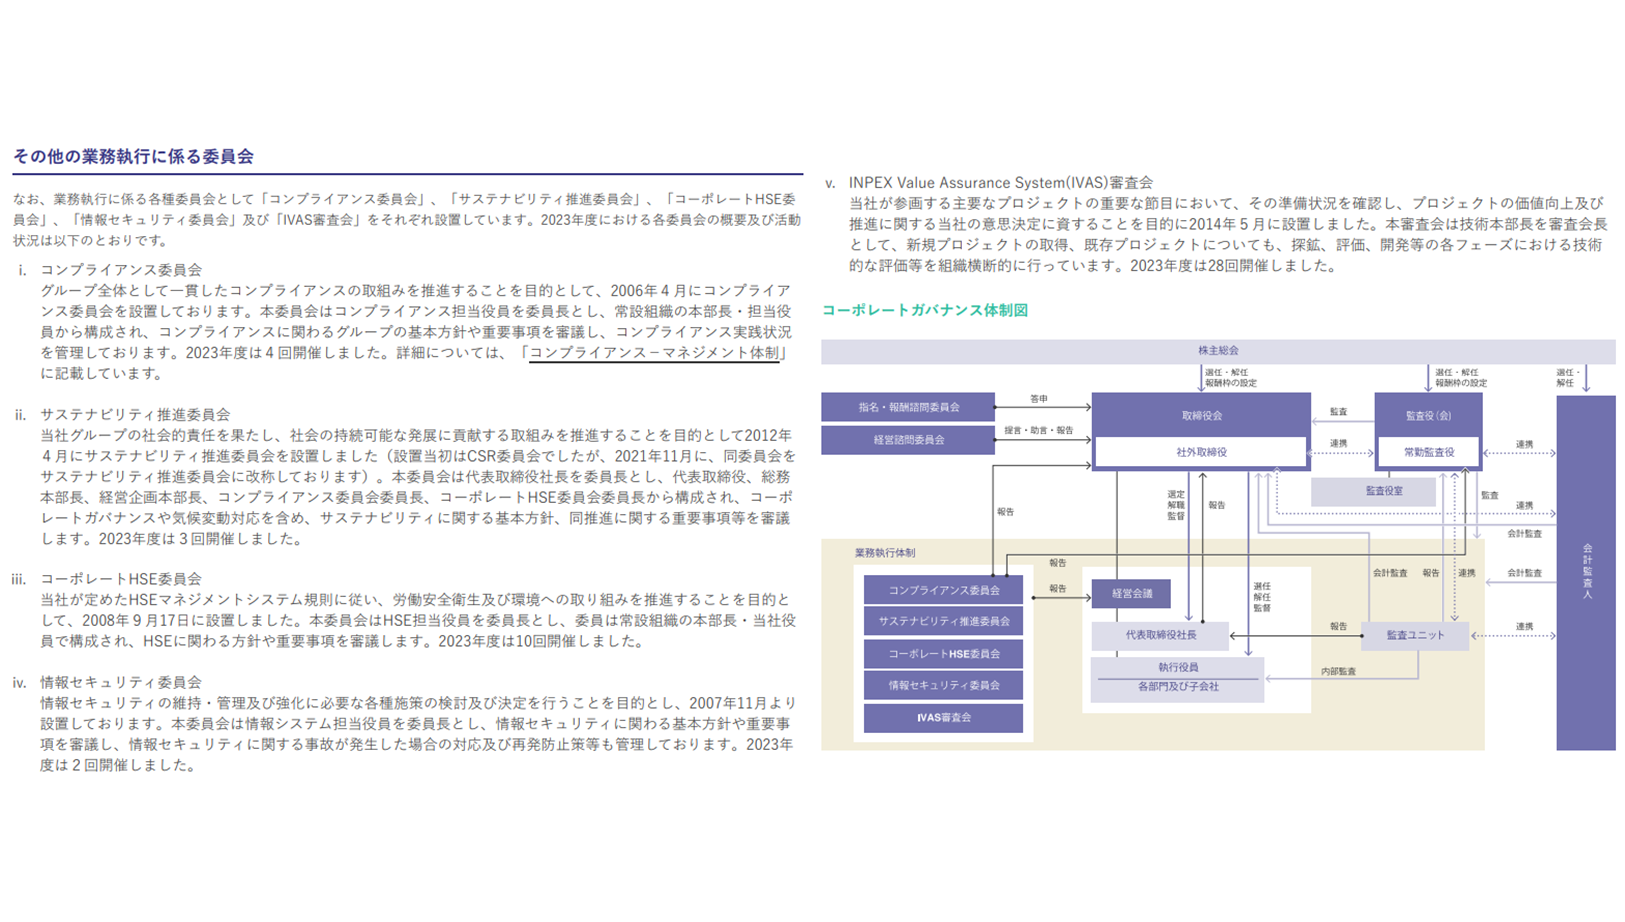 その他の業務執行に係る委員会
なお、業務執行に係る各種委員会として「コンプライアンス委員会」、「サステナビリティ推進委員会」、「コーポレートHSE委
員会」、「情報セキュリティ委員会」及び「IVAS審査会」をそれぞれ設置しています。2023年度における各委員会の概要及び活動
状況は以下のとおりです。
i. コンプライアンス委員会
グループ全体として一貫したコンプライアンスの取組みを推進することを目的として、2006年４月にコンプライア
ンス委員会を設置しております。本委員会はコンプライアンス担当役員を委員長とし、常設組織の本部長・担当役
員から構成され、コンプライアンスに関わるグループの基本方針や重要事項を審議し、コンプライアンス実践状況
を管理しております。2023年度は４回開催しました。詳細については、「コンプライアンス－マネジメント体制」
に記載しています。
ii. サステナビリティ推進委員会
当社グループの社会的責任を果たし、社会の持続可能な発展に貢献する取組みを推進することを目的として2012年
４月にサステナビリティ推進委員会を設置しました（設置当初はCSR委員会でしたが、2021年11月に、同委員会を
サステナビリティ推進委員会に改称しております）。本委員会は代表取締役社長を委員長とし、代表取締役、総務
本部長、経営企画本部長、コンプライアンス委員会委員長、コーポレートHSE委員会委員長から構成され、コーポ
レートガバナンスや気候変動対応を含め、サステナビリティに関する基本方針、同推進に関する重要事項等を審議
します。2023年度は３回開催しました。
iii. コーポレートHSE委員会
当社が定めたHSEマネジメントシステム規則に従い、労働安全衛生及び環境への取り組みを推進することを目的と
して、2008年９月17日に設置しました。本委員会はHSE担当役員を委員長とし、委員は常設組織の本部長・当社役
員で構成され、HSEに関わる方針や重要事項を審議します。2023年度は10回開催しました。
iv. 情報セキュリティ委員会
情報セキュリティの維持・管理及び強化に必要な各種施策の検討及び決定を行うことを目的とし、2007年11月より
設置しております。本委員会は情報システム担当役員を委員長とし、情報セキュリティに関わる基本方針や重要事
項を審議し、情報セキュリティに関する事故が発生した場合の対応及び再発防止策等も管理しております。2023年
度は２回開催しました。
v. INPEX Value Assurance System(IVAS)審査会
当社が参画する主要なプロジェクトの重要な節目において、その準備状況を確認し、プロジェクトの価値向上及び
推進に関する当社の意思決定に資することを目的に2014年５月に設置しました。本審査会は技術本部長を審査会長
として、新規プロジェクトの取得、既存プロジェクトについても、探鉱、評価、開発等の各フェーズにおける技術
的な評価等を組織横断的に行っています。2023年度は28回開催しました。
コーポレートガバナンス体制図
株主総会
選任・解任
報酬枠の設定
選任・解任
報酬枠の設定
選任・
解任
指名・報酬諮問委員会
答申
取締役会
監査
監査役（会）
経営諮問委員会
提言・助言・報告
社外取締役
連携
常勤監査役
連携
監査役室
報告
選定
解職
監督
報告
監査
連携
会計監査
業務執行体制
報告
会計監査
報告
連携
会計監査
会計監査人
コンプライアンス委員会
報告
経営会議
選任
解任
監督
サステナビリティ推進委員会
代表取締役社長
報告
監査ユニット
連携
コーポレートHSE委員会
執行役員
内部監査
情報セキュリティ委員会
各部門及び子会社
IVAS審査会